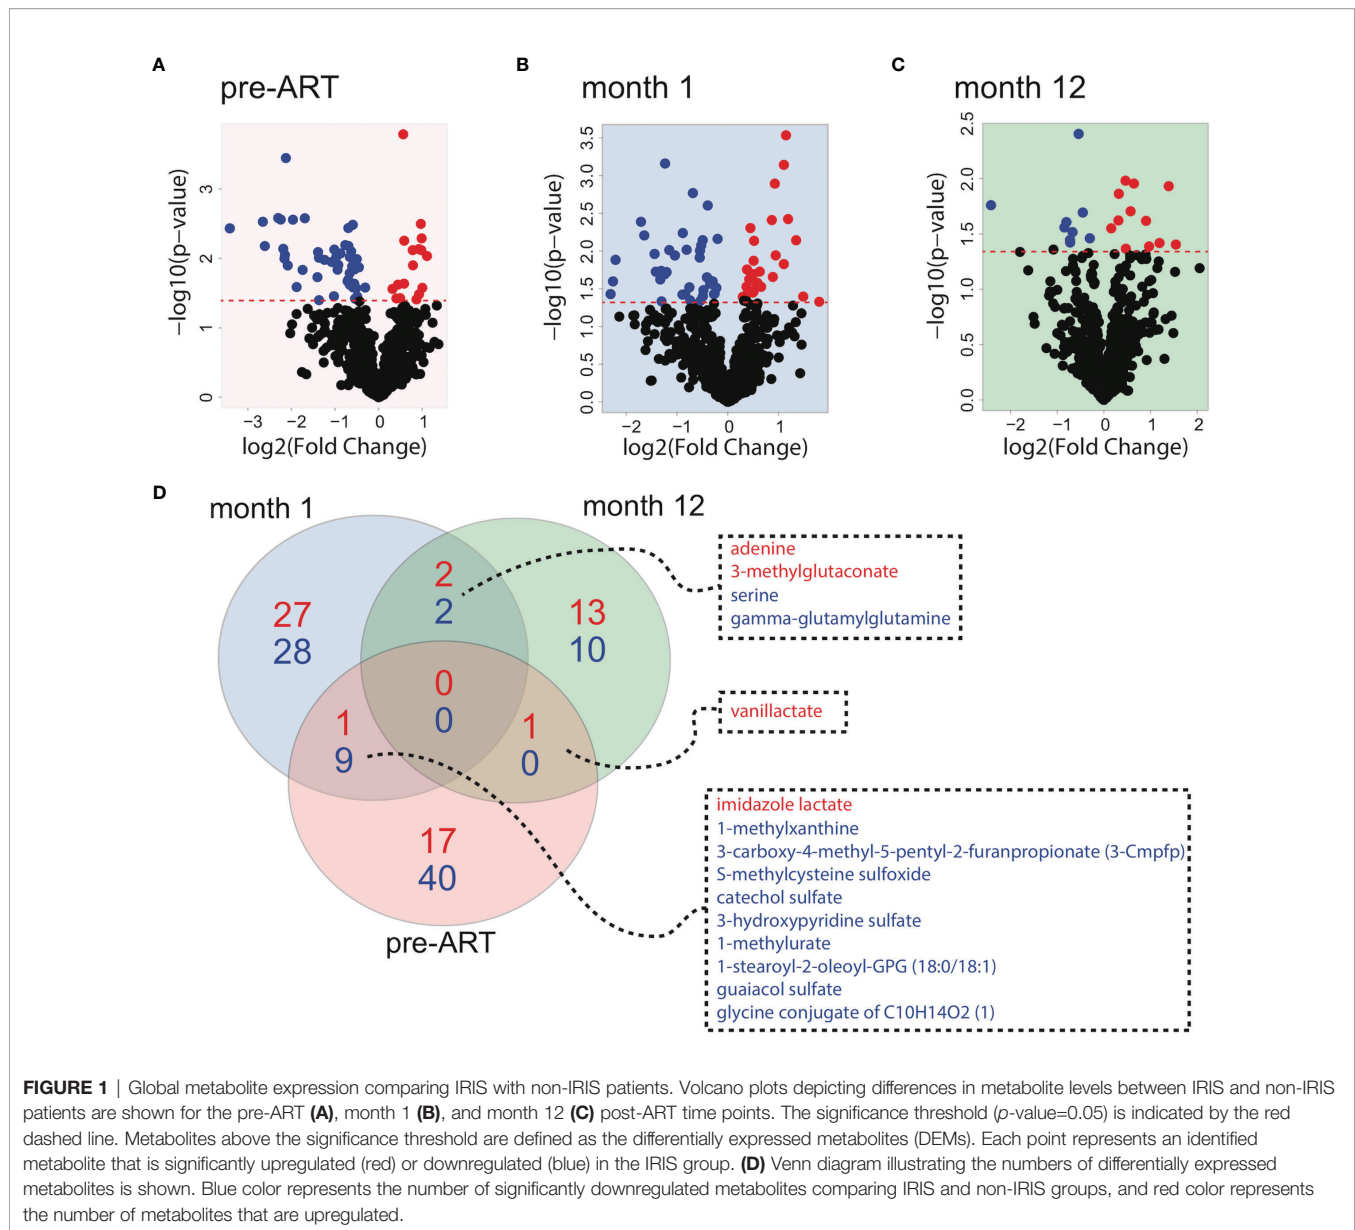 A
pre-ART
−log10(p−value)
3
2
1
0
−3
−2
−1
0
1
log2(Fold Change)
B
month 1
−log10(p−value)
3.5
3.0
2.5
2.0
1.5
1.0
0.5
0.0
−2
−1
0
1
log2(Fold Change)
C
month 12
−log10(p−value)
2.5
2.0
1.5
1.0
0.5
0.0
−2
−1
0
1
2
log2(Fold Change)
D
month 1
month 12
27
28
2
2
13
10
0
0
1
9
1
0
17
40
pre-ART
adenine
3-methylglutaconate
serine
gamma-glutamylglutamine
vanillactate
imidazole lactate
1-methylxanthine
3-carboxy-4-methyl-5-pentyl-2-furanpropionate (3-Cmpfp)
S-methylcysteine sulfoxide
catechol sulfate
3-hydroxypyridine sulfate
1-methylurate
1-stearoyl-2-oleoyl-GPG (18:0/18:1)
guaiacol sulfate
glycine conjugate of C10H14O2 (1)
FIGURE 1 | Global metabolite expression comparing IRIS with non-IRIS patients. Volcano plots depicting differences in metabolite levels between IRIS and non-IRIS
patients are shown for the pre-ART (A), month 1 (B), and month 12 (C) post-ART time points. The significance threshold (p-value=0.05) is indicated by the red
dashed line. Metabolites above the significance threshold are defined as the differentially expressed metabolites (DEMs). Each point represents an identified
metabolite that is significantly upregulated (red) or downregulated (blue) in the IRIS group. (D) Venn diagram illustrating the numbers of differentially expressed
metabolites is shown. Blue color represents the number of significantly downregulated metabolites comparing IRIS and non-IRIS groups, and red color represents
the number of metabolites that are upregulated.